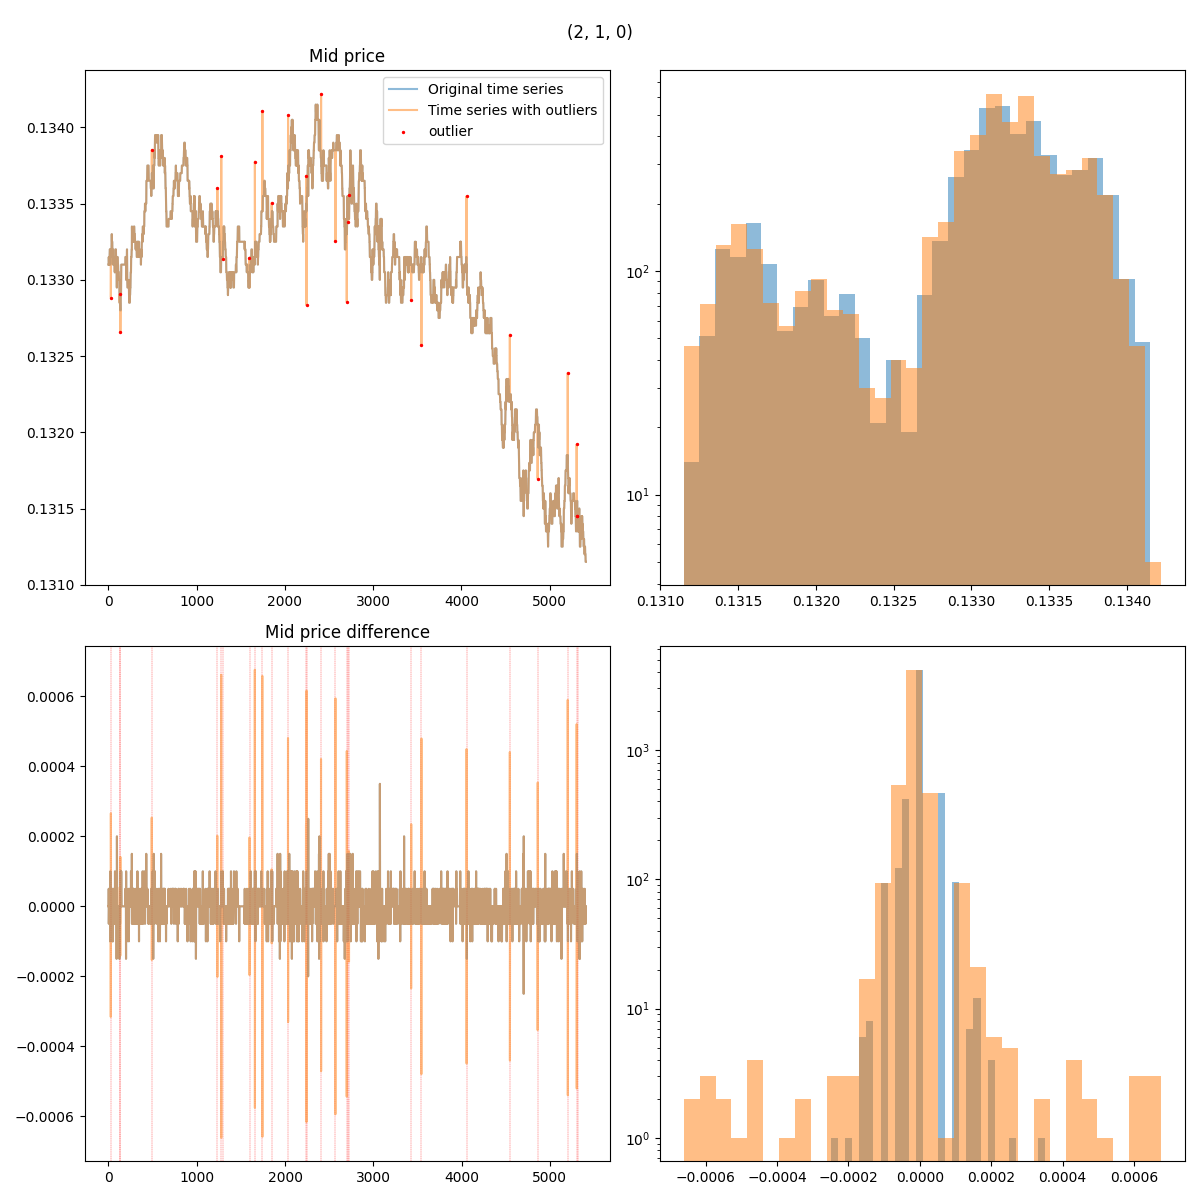 (2, 1, 0)
Mid price
Original time series
Time series with outliers
outlier
0.1340
0.1335
0.1330
0.1325
0.1320
0.1315
0.1310
0 1000 2000 3000 4000 5000
10²
10¹
0.1310 0.1315 0.1320 0.1325 0.1330 0.1335 0.1340
Mid price difference
0.0006
0.0004
0.0002
0.0000
−0.0002
−0.0004
−0.0006
0 1000 2000 3000 4000 5000
10³
10²
10¹
10⁰
−0.0006 −0.0004 −0.0002 0.0000 0.0002 0.0004 0.0006